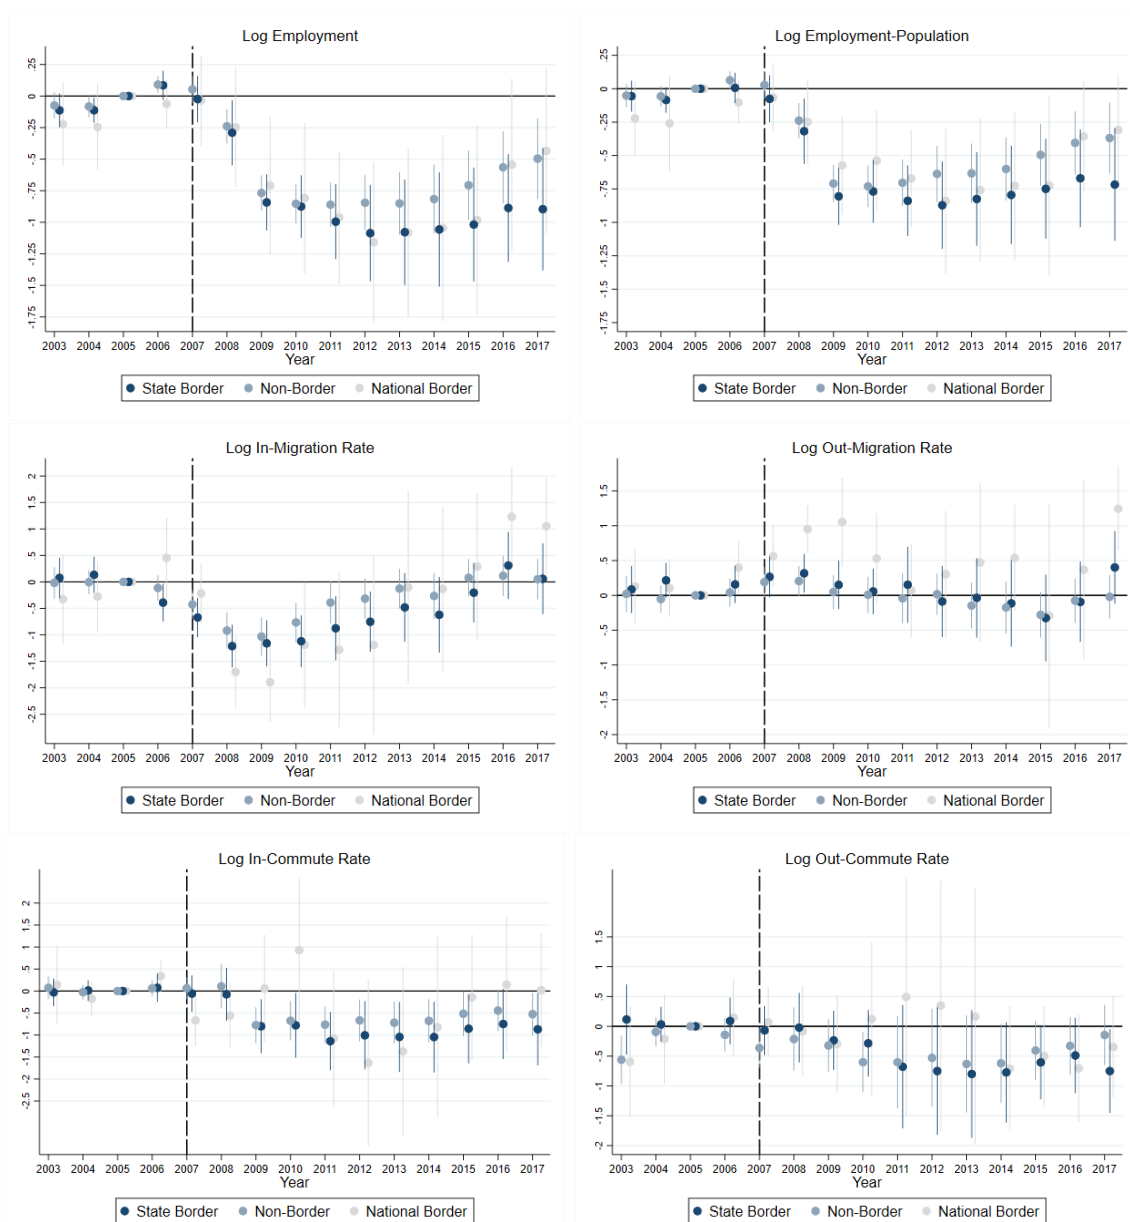 Log Employment
.25
0
-.25
-.5
-.75
-1
-1.25
-1.5
-1.75
2003 2004 2005 2006 2007 2008 2009 2010 2011 2012 2013 2014 2015 2016 2017
Year
State Border Non-Border National Border
Log Employment-Population
.25
0
-.25
-.5
-.75
-1
-1.25
-1.5
-1.75
2003 2004 2005 2006 2007 2008 2009 2010 2011 2012 2013 2014 2015 2016 2017
Year
State Border Non-Border National Border
Log In-Migration Rate
2
1.5
1
.5
0
-.5
-1
-1.5
-2
-2.5
2003 2004 2005 2006 2007 2008 2009 2010 2011 2012 2013 2014 2015 2016 2017
Year
State Border Non-Border National Border
Log Out-Migration Rate
1.5
1
.5
0
-.5
-1
-1.5
-2
2003 2004 2005 2006 2007 2008 2009 2010 2011 2012 2013 2014 2015 2016 2017
Year
State Border Non-Border National Border
Log In-Commute Rate
2
1.5
1
.5
0
-.5
-1
-1.5
-2
-2.5
2003 2004 2005 2006 2007 2008 2009 2010 2011 2012 2013 2014 2015 2016 2017
Year
State Border Non-Border National Border
Log Out-Commute Rate
1.5
1
.5
0
-.5
-1
-1.5
-2
2003 2004 2005 2006 2007 2008 2009 2010 2011 2012 2013 2014 2015 2016 2017
Year
State Border Non-Border National Border